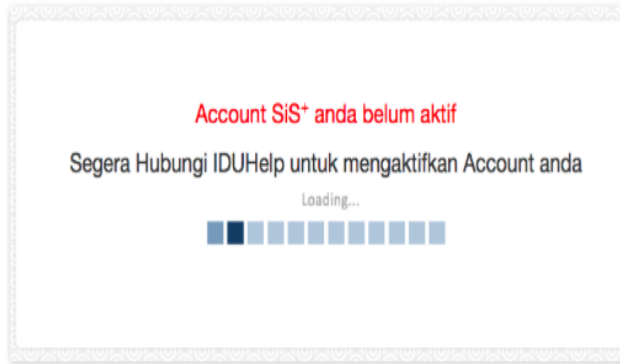 Account SiS⁺ anda belum aktif
Segera Hubungi IDUHelp untuk mengaktifkan Account anda
Loading...